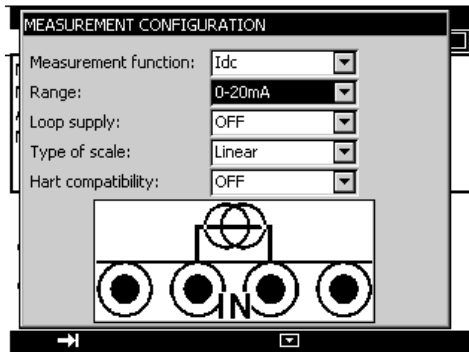 MEASUREMENT CONFIGURATION
Measurement function: Idc
Range: 0-20mA
Loop supply: OFF
Type of scale: Linear
Hart compatibility: OFF
IN